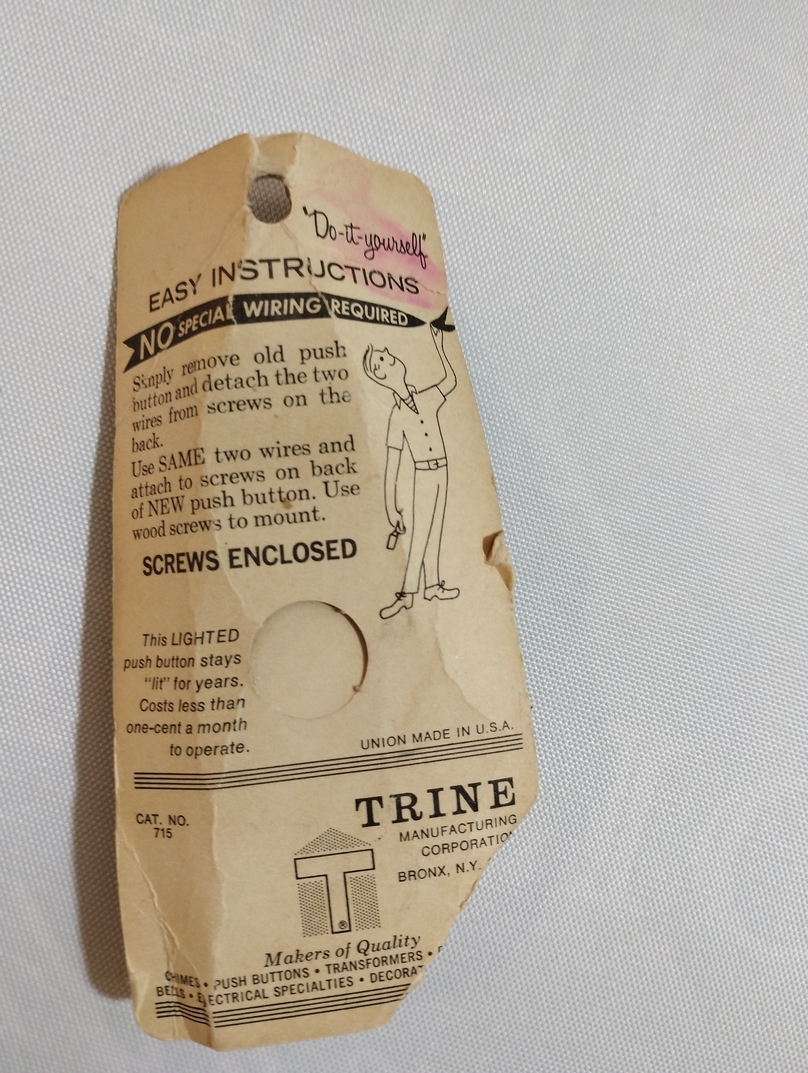 "Do-it-yourself"
EASY INSTRUCTIONS
NO SPECIAL WIRING REQUIRED
Simply remove old push
button and detach the two
wires from screws on the
back.
Use SAME two wires and
attach to screws on back
of NEW push button. Use
wood screws to mount.
SCREWS ENCLOSED
This LIGHTED
push button stays
"lit" for years.
Costs less than
one-cent a month
to operate.
UNION MADE IN U.S.A.
CAT. NO.
715
TRINE
MANUFACTURING
CORPORATION
BRONX, N.Y.
T
®
Makers of Quality
CHIMES • PUSH BUTTONS • TRANSFORMERS •
BELLS • ELECTRICAL SPECIALTIES •